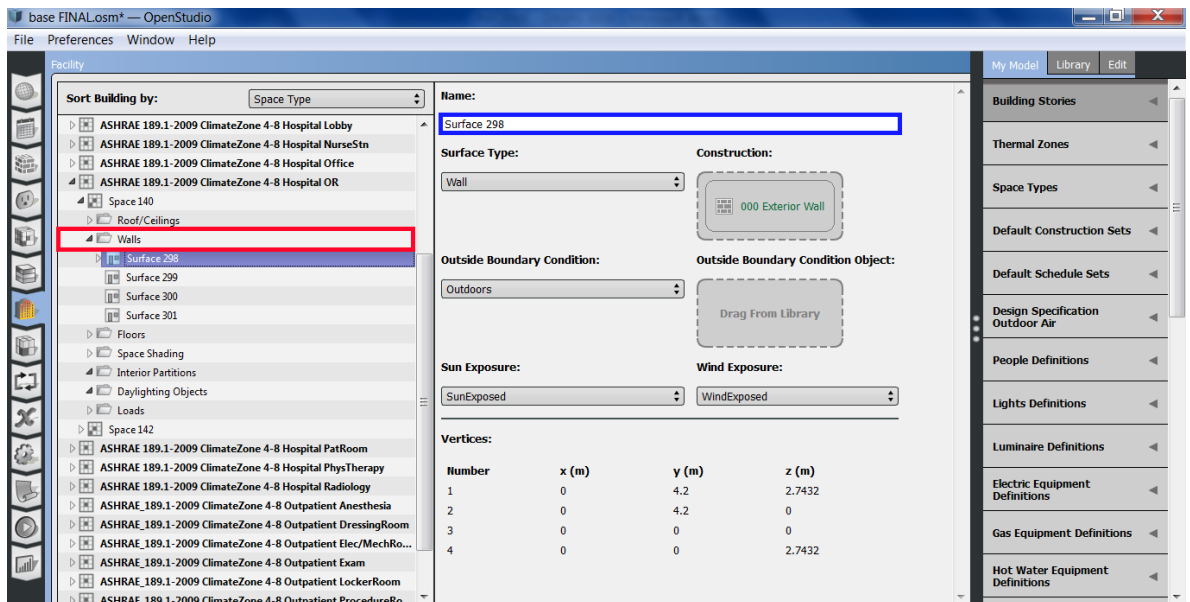 base FINAL.osm* — OpenStudio
File Preferences Window Help
Facility
My Model Library Edit
Sort Building by: Space Type
ASHRAE 189.1-2009 ClimateZone 4-8 Hospital Lobby
ASHRAE 189.1-2009 ClimateZone 4-8 Hospital NurseStn
ASHRAE 189.1-2009 ClimateZone 4-8 Hospital Office
ASHRAE 189.1-2009 ClimateZone 4-8 Hospital OR
Space 140
Roof/Ceilings
Walls
Surface 298
Surface 299
Surface 300
Surface 301
Floors
Space Shading
Interior Partitions
Daylighting Objects
Loads
Space 142
ASHRAE 189.1-2009 ClimateZone 4-8 Hospital PatRoom
ASHRAE 189.1-2009 ClimateZone 4-8 Hospital PhysTherapy
ASHRAE 189.1-2009 ClimateZone 4-8 Hospital Radiology
ASHRAE_189.1-2009 ClimateZone 4-8 Outpatient Anesthesia
ASHRAE_189.1-2009 ClimateZone 4-8 Outpatient DressingRoom
ASHRAE_189.1-2009 ClimateZone 4-8 Outpatient Elec/MechRo...
ASHRAE_189.1-2009 ClimateZone 4-8 Outpatient Exam
ASHRAE_189.1-2009 ClimateZone 4-8 Outpatient LockerRoom
ASHRAE_189.1-2009 ClimateZone 4-8 Outpatient ProcedureRo...
Name:
Surface 298
Surface Type: Construction:
Wall
000 Exterior Wall
Outside Boundary Condition: Outside Boundary Condition Object:
Outdoors
Drag From Library
Sun Exposure: Wind Exposure:
SunExposed WindExposed
Vertices:
Number x (m) y (m) z (m)
1 0 4.2 2.7432
2 0 4.2 0
3 0 0 0
4 0 0 2.7432
Building Stories
Thermal Zones
Space Types
Default Construction Sets
Default Schedule Sets
Design Specification
Outdoor Air
People Definitions
Lights Definitions
Luminaire Definitions
Electric Equipment
Definitions
Gas Equipment Definitions
Hot Water Equipment
Definitions